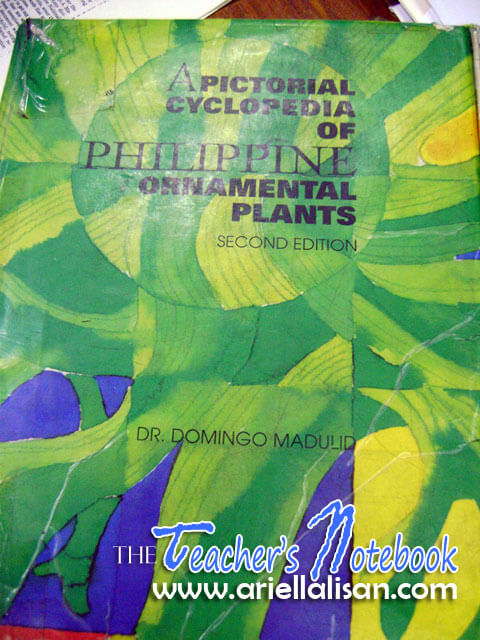 A PICTORIAL
CYCLOPEDIA
OF
PHILIPPINE
ORNAMENTAL
PLANTS
SECOND EDITION
DR. DOMINGO MADULID
THE Teacher's Notebook
www.ariellalisan.com